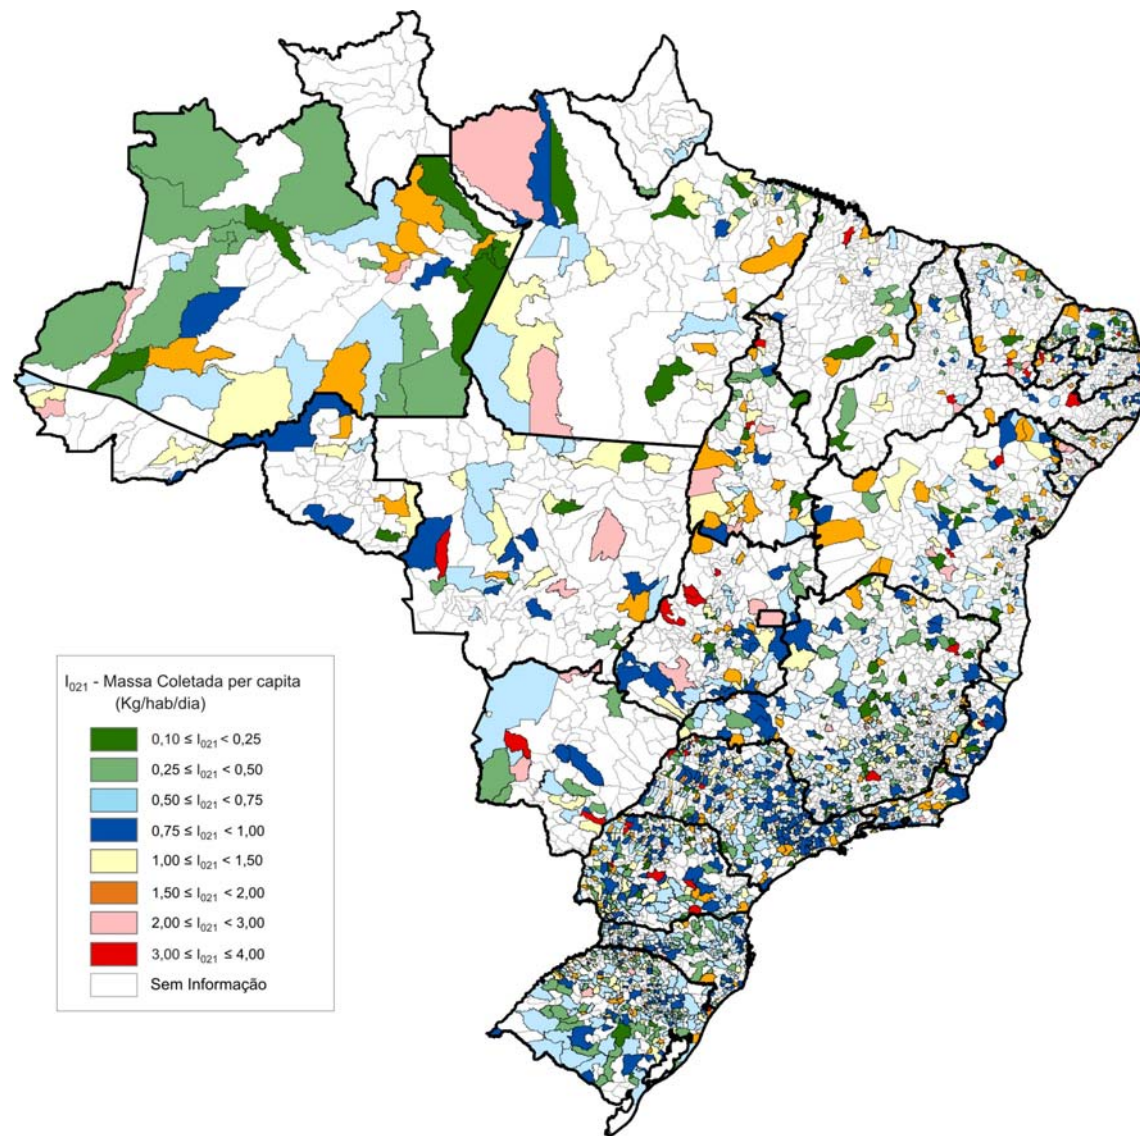 I₀₂₁ - Massa Coletada per capita
(Kg/hab/dia)
0,10 ≤ I₀₂₁ < 0,25
0,25 ≤ I₀₂₁ < 0,50
0,50 ≤ I₀₂₁ < 0,75
0,75 ≤ I₀₂₁ < 1,00
1,00 ≤ I₀₂₁ < 1,50
1,50 ≤ I₀₂₁ < 2,00
2,00 ≤ I₀₂₁ < 3,00
3,00 ≤ I₀₂₁ ≤ 4,00
Sem Informação